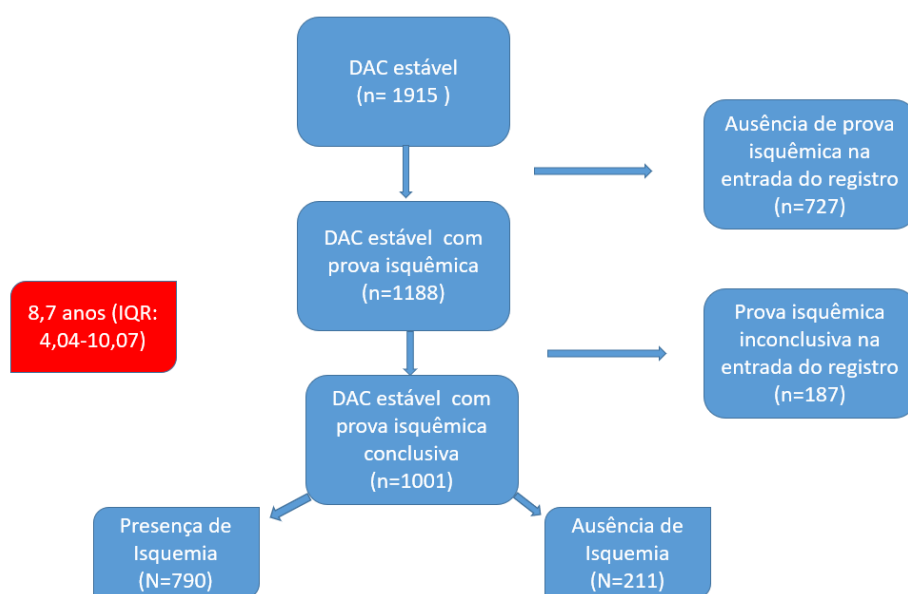 DAC estável
(n= 1915 )
Ausência de prova
isquêmica na
entrada do registro
(n=727)
DAC estável  com
prova isquêmica
(n=1188)
8,7 anos (IQR:
4,04-10,07)
Prova isquêmica
inconclusiva na
entrada do registro
(n=187)
DAC estável  com
prova isquêmica
conclusiva
(n=1001)
Presença de
Isquemia
(N=790)
Ausência de
Isquemia
(N=211)